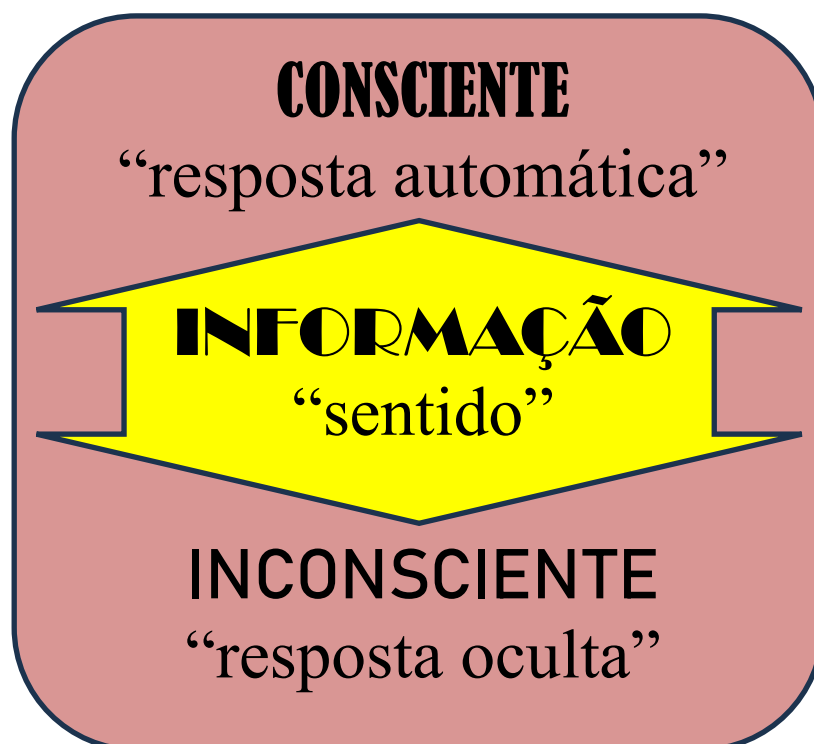 CONSCIENTE
“resposta automática”
INFORMAÇÃO
“sentido”
INCONSCIENTE
“resposta oculta”